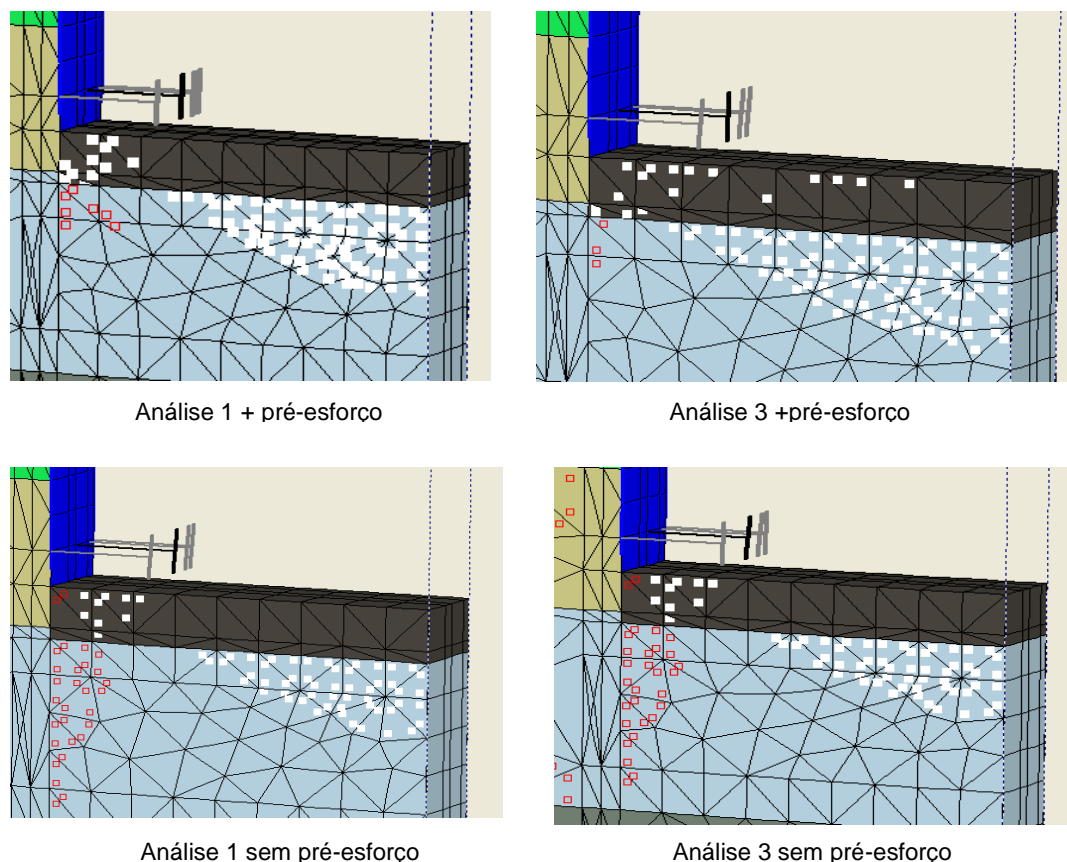 Análise 1 + pré-esforço
Análise 3 +pré-esforço
Análise 1 sem pré-esforço
Análise 3 sem pré-esforço